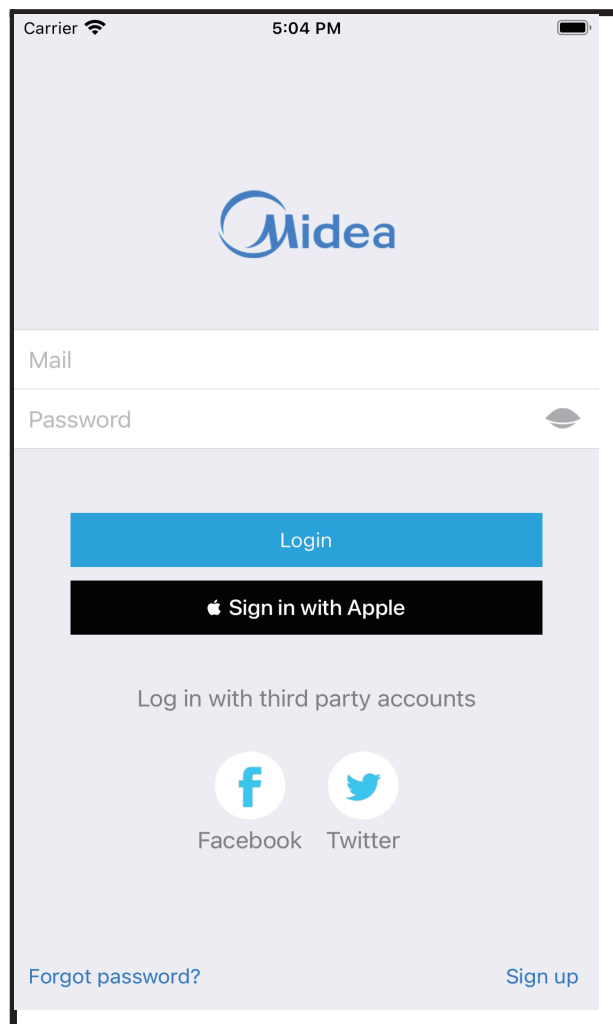 Carrier 5:04 PM
Midea
Mail
Password
Login
Sign in with Apple
Log in with third party accounts
Facebook Twitter
Forgot password? Sign up